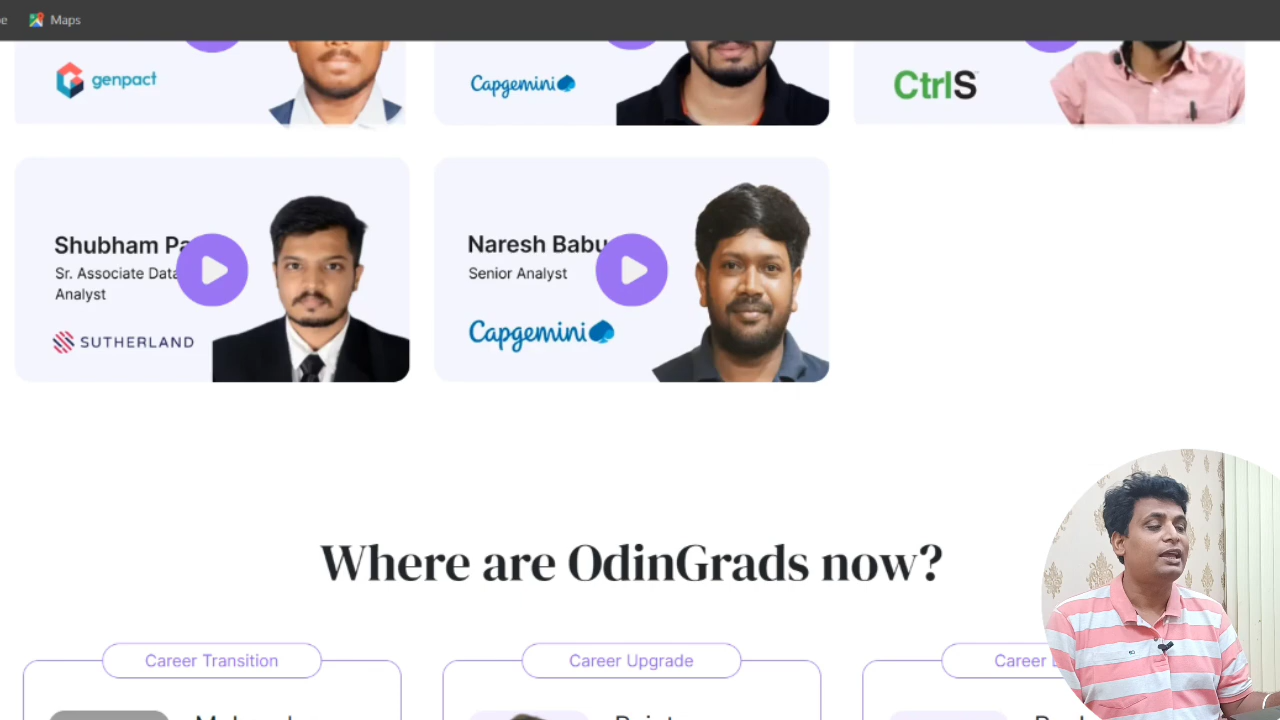 Maps
genpact
Capgemini
CtrlS
Shubham
Sr. Associate Data
Analyst
SUTHERLAND
Naresh Babu
Senior Analyst
Capgemini
Where are OdinGrads now?
Career Transition
Career Upgrade
Career